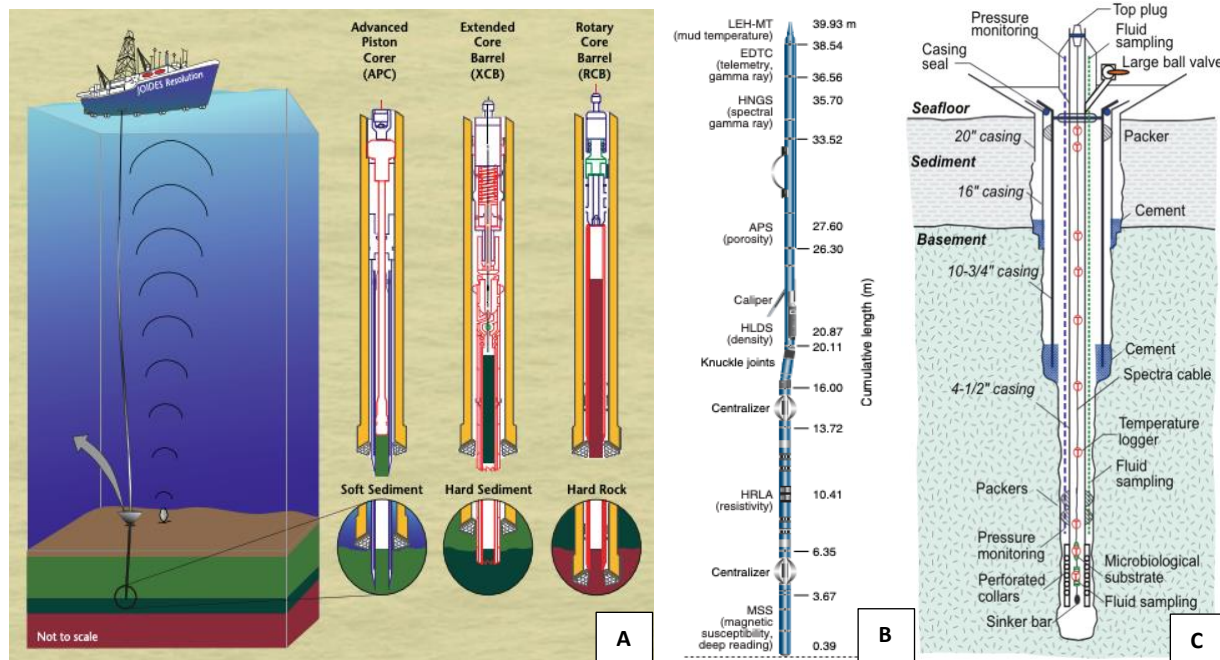 Advanced
Piston
Corer
(APC)
Extended
Core
Barrel
(XCB)
Rotary
Core
Barrel
(RCB)
JOIDES Resolution
Soft Sediment
Hard Sediment
Hard Rock
Not to scale
A
LEH-MT
(mud temperature)
39.93 m
38.54
EDTC
(telemetry,
gamma ray)
36.56
HNGS
(spectral
gamma ray)
35.70
33.52
APS
(porosity)
27.60
26.30
Caliper
HLDS
(density)
20.87
20.11
Knuckle joints
16.00
Centralizer
13.72
HRLA
(resistivity)
10.41
6.35
Centralizer
3.67
MSS
(magnetic
susceptibility,
deep reading)
0.39
Cumulative length (m)
B
Top plug
Pressure
monitoring
Fluid
sampling
Casing
seal
Large ball valve
Seafloor
20" casing
Packer
Sediment
16" casing
Cement
Basement
10-3/4" casing
Cement
Spectra cable
4-1/2" casing
Temperature
logger
Fluid
sampling
Packers
Pressure
monitoring
Microbiological
substrate
Perforated
collars
Fluid sampling
Sinker bar
C